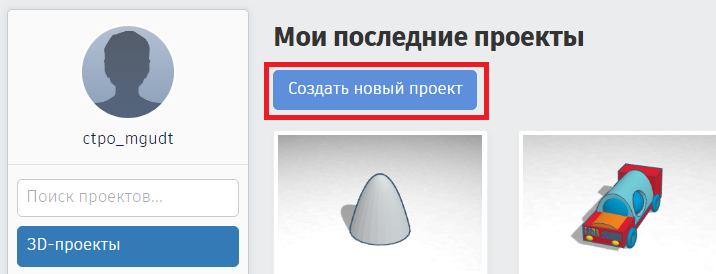 Мои последние проекты
Создать новый проект
ctpo_mgudt
Поиск проектов...
3D-проекты